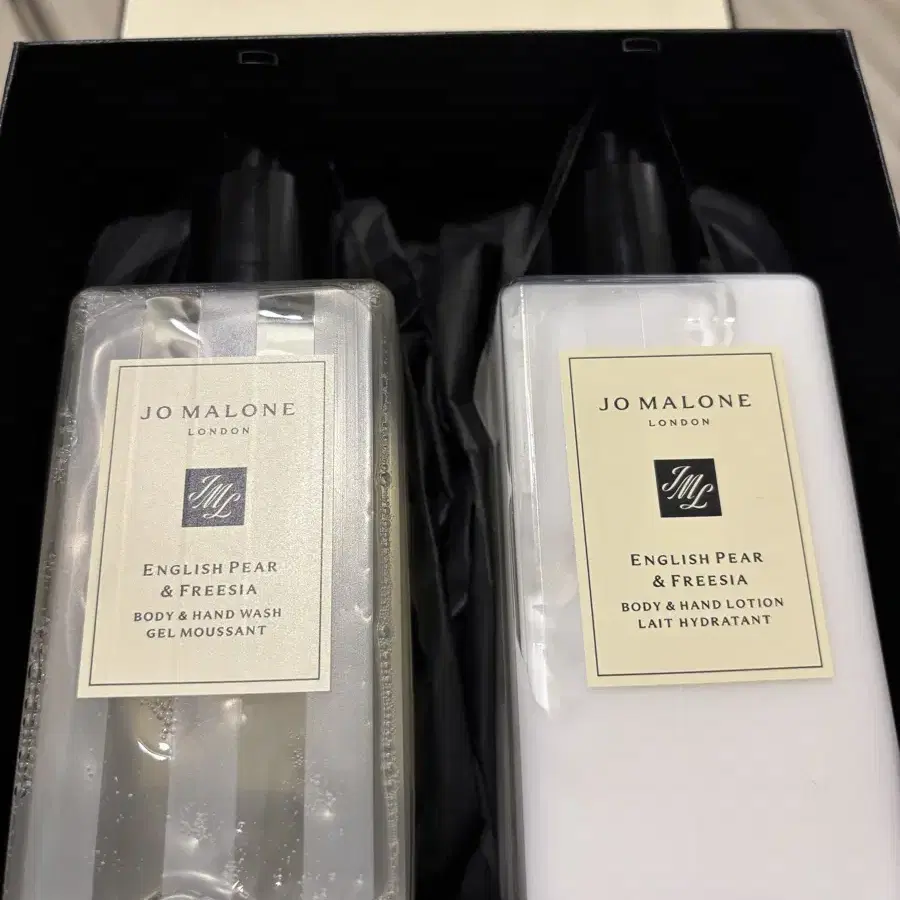 JO MALONE
LONDON
JML
ENGLISH PEAR
& FREESIA
BODY & HAND WASH
GEL MOUSSANT
JO MALONE
LONDON
JML
ENGLISH PEAR
& FREESIA
BODY & HAND LOTION
LAIT HYDRATANT